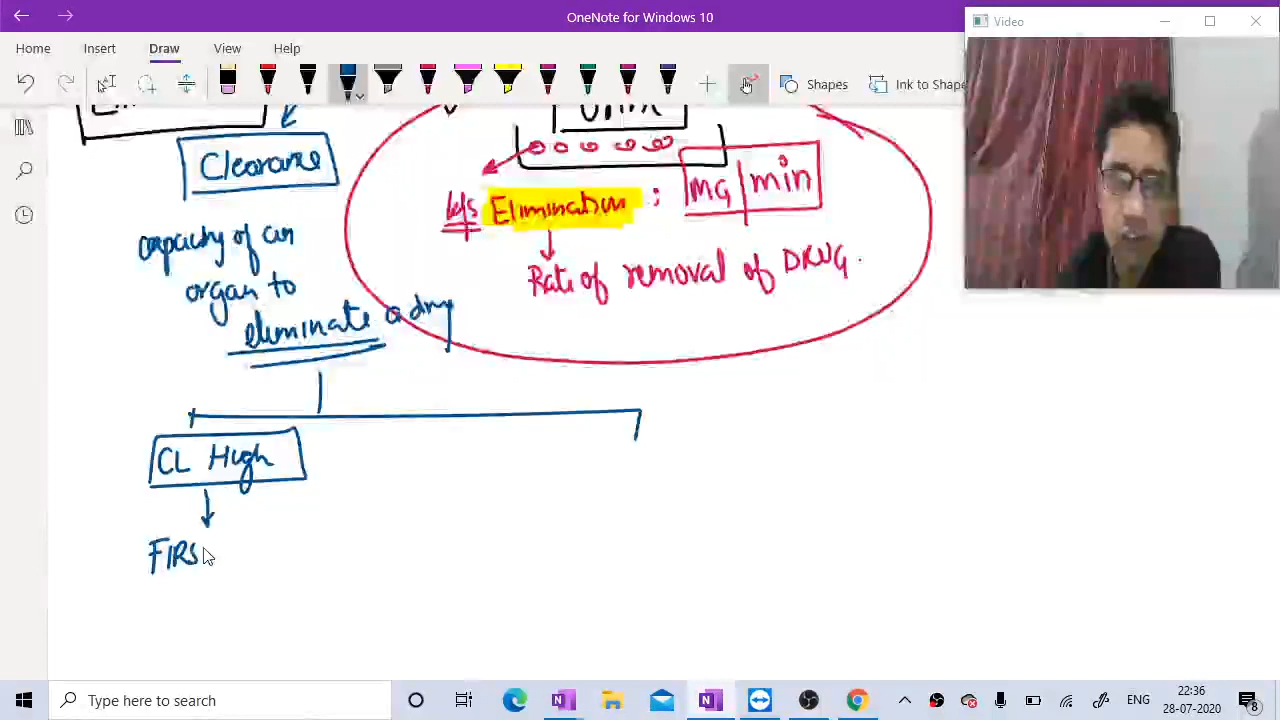 OneNote for Windows 10
Video
Home Insert Draw View Help
Shapes
Ink to Shape
Clearance
capacity of an
organ to
eliminate a drug
Elimination : mg min
Rate of removal of DRUG
CL High
FIRS
Type here to search
ENG
22:36
28-07-2020
8